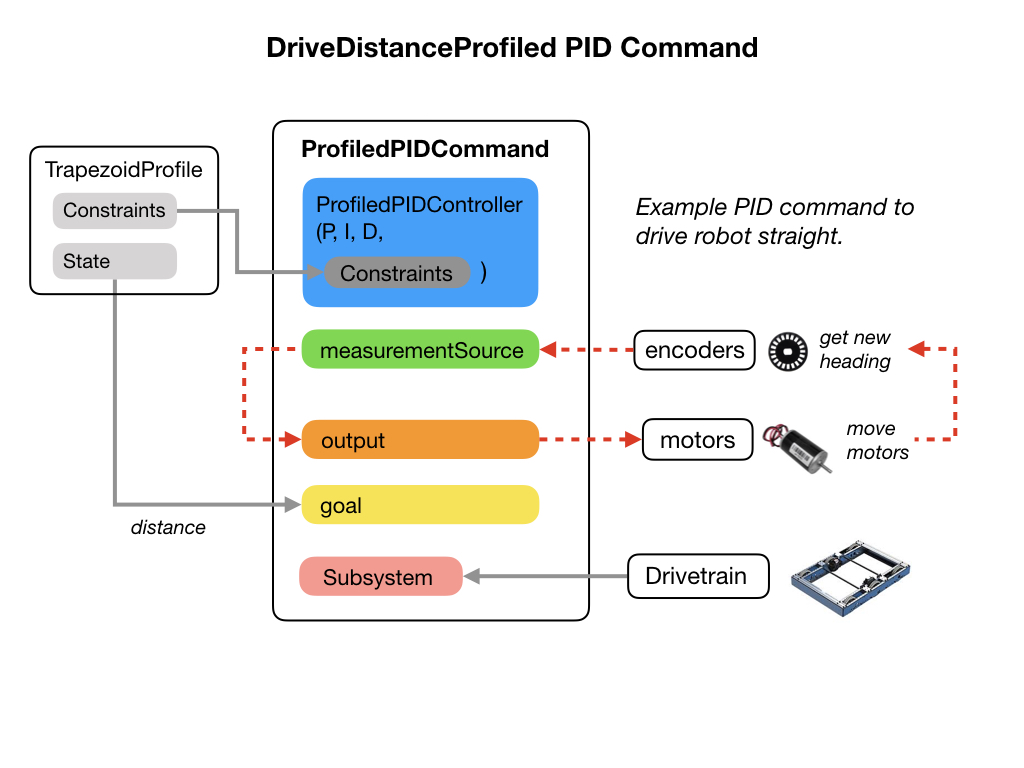 DriveDistanceProfiled PID Command
ProfiledPIDCommand
TrapezoidProfile
Constraints
State
ProfiledPIDController
(P, I, D,
Constraints )
Example PID command to
drive robot straight.
measurementSource
encoders
get new
heading
output
motors
move
motors
goal
distance
Subsystem
Drivetrain